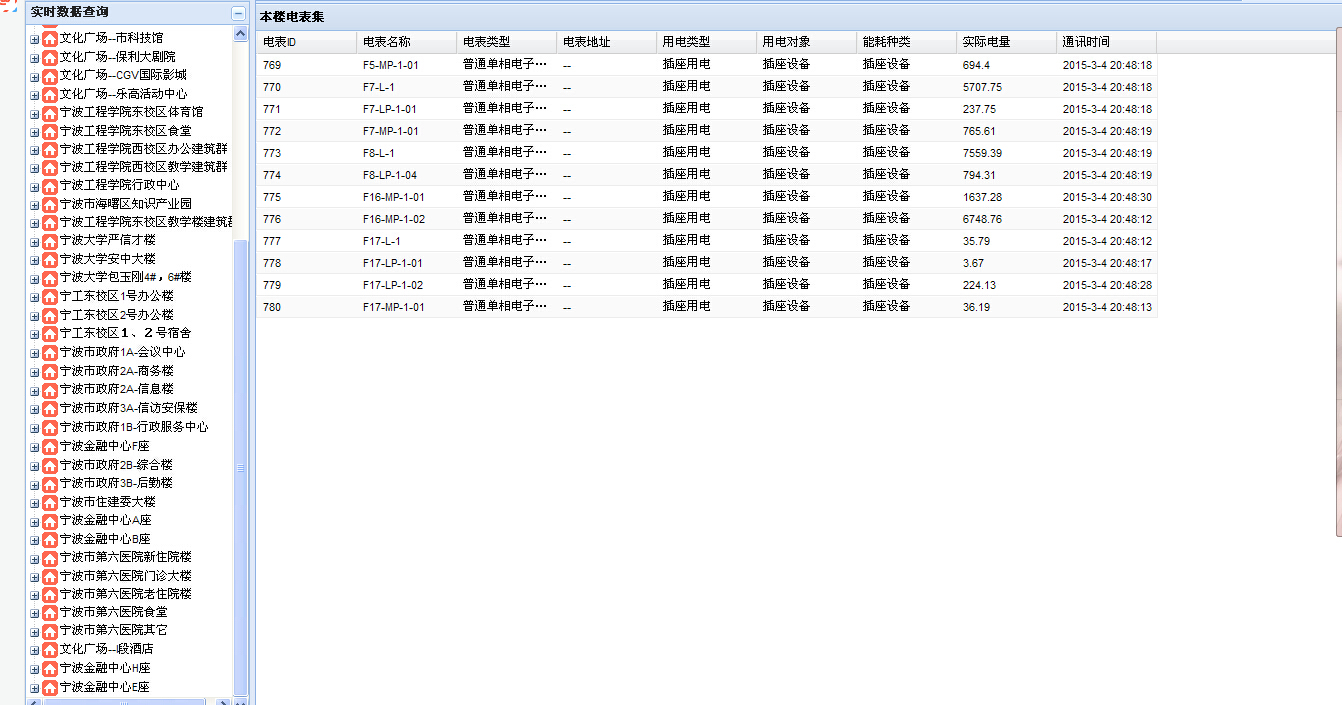 实时数据查询
文化广场--市科技馆
文化广场--保利大剧院
文化广场--CGV国际影城
文化广场--乐高活动中心
宁波工程学院东校区体育馆
宁波工程学院东校区食堂
宁波工程学院西校区办公建筑群
宁波工程学院西校区教学建筑群
宁波工程学院行政中心
宁波市海曙区知识产业园
宁波工程学院东校区教学楼建筑
宁波大学严信才楼
宁波大学安中大楼
宁波大学包玉刚4#，6#楼
宁工东校区1号办公楼
宁工东校区2号办公楼
宁工东校区１、２号宿舍
宁波市政府1A-会议中心
宁波市政府2A-商务楼
宁波市政府2A-信息楼
宁波市政府3A-信访安保楼
宁波市政府1B-行政服务中心
宁波金融中心F座
宁波市政府2B-综合楼
宁波市政府3B-后勤楼
宁波市住建委大楼
宁波金融中心A座
宁波金融中心B座
宁波市第六医院新住院楼
宁波市第六医院门诊大楼
宁波市第六医院老住院楼
宁波市第六医院食堂
宁波市第六医院其它
文化广场--I段酒店
宁波金融中心H座
宁波金融中心E座
本楼电表集
电表ID 电表名称 电表类型 电表地址 用电类型 用电对象 能耗种类 实际电量 通讯时间
769 F5-MP-1-01 普通单相电子… -- 插座用电 插座设备 插座设备 694.4 2015-3-4 20:48:18
770 F7-L-1 普通单相电子… -- 插座用电 插座设备 插座设备 5707.75 2015-3-4 20:48:18
771 F7-LP-1-01 普通单相电子… -- 插座用电 插座设备 插座设备 237.75 2015-3-4 20:48:18
772 F7-MP-1-01 普通单相电子… -- 插座用电 插座设备 插座设备 765.61 2015-3-4 20:48:19
773 F8-L-1 普通单相电子… -- 插座用电 插座设备 插座设备 7559.39 2015-3-4 20:48:19
774 F8-LP-1-04 普通单相电子… -- 插座用电 插座设备 插座设备 794.31 2015-3-4 20:48:19
775 F16-MP-1-01 普通单相电子… -- 插座用电 插座设备 插座设备 1637.28 2015-3-4 20:48:30
776 F16-MP-1-02 普通单相电子… -- 插座用电 插座设备 插座设备 6748.76 2015-3-4 20:48:12
777 F17-L-1 普通单相电子… -- 插座用电 插座设备 插座设备 35.79 2015-3-4 20:48:12
778 F17-LP-1-01 普通单相电子… -- 插座用电 插座设备 插座设备 3.67 2015-3-4 20:48:17
779 F17-LP-1-02 普通单相电子… -- 插座用电 插座设备 插座设备 224.13 2015-3-4 20:48:28
780 F17-MP-1-01 普通单相电子… -- 插座用电 插座设备 插座设备 36.19 2015-3-4 20:48:13